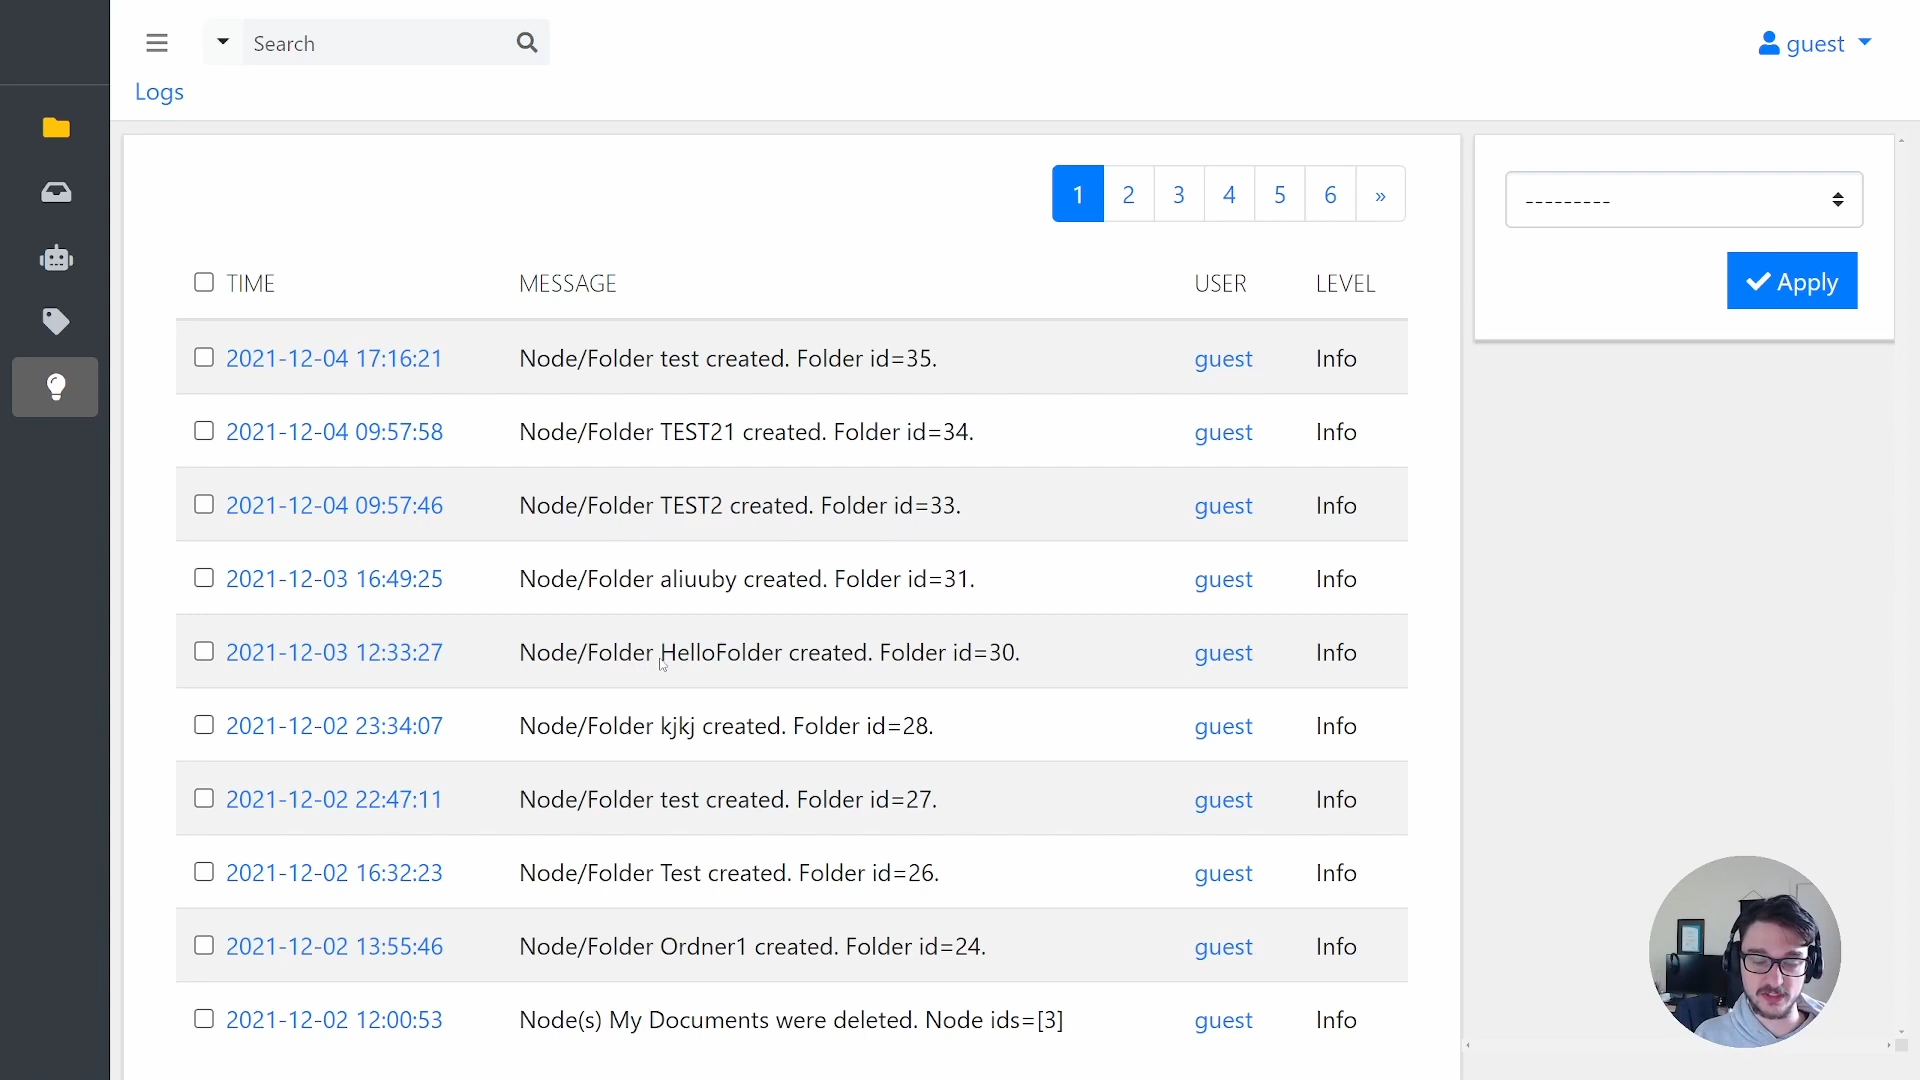 Search
guest
Logs
1 2 3 4 5 6 »
---------
Apply
TIME MESSAGE USER LEVEL
2021-12-04 17:16:21 Node/Folder test created. Folder id=35. guest Info
2021-12-04 09:57:58 Node/Folder TEST21 created. Folder id=34. guest Info
2021-12-04 09:57:46 Node/Folder TEST2 created. Folder id=33. guest Info
2021-12-03 16:49:25 Node/Folder aliuuby created. Folder id=31. guest Info
2021-12-03 12:33:27 Node/Folder HelloFolder created. Folder id=30. guest Info
2021-12-02 23:34:07 Node/Folder kjkj created. Folder id=28. guest Info
2021-12-02 22:47:11 Node/Folder test created. Folder id=27. guest Info
2021-12-02 16:32:23 Node/Folder Test created. Folder id=26. guest Info
2021-12-02 13:55:46 Node/Folder Ordner1 created. Folder id=24. guest Info
2021-12-02 12:00:53 Node(s) My Documents were deleted. Node ids=[3] guest Info